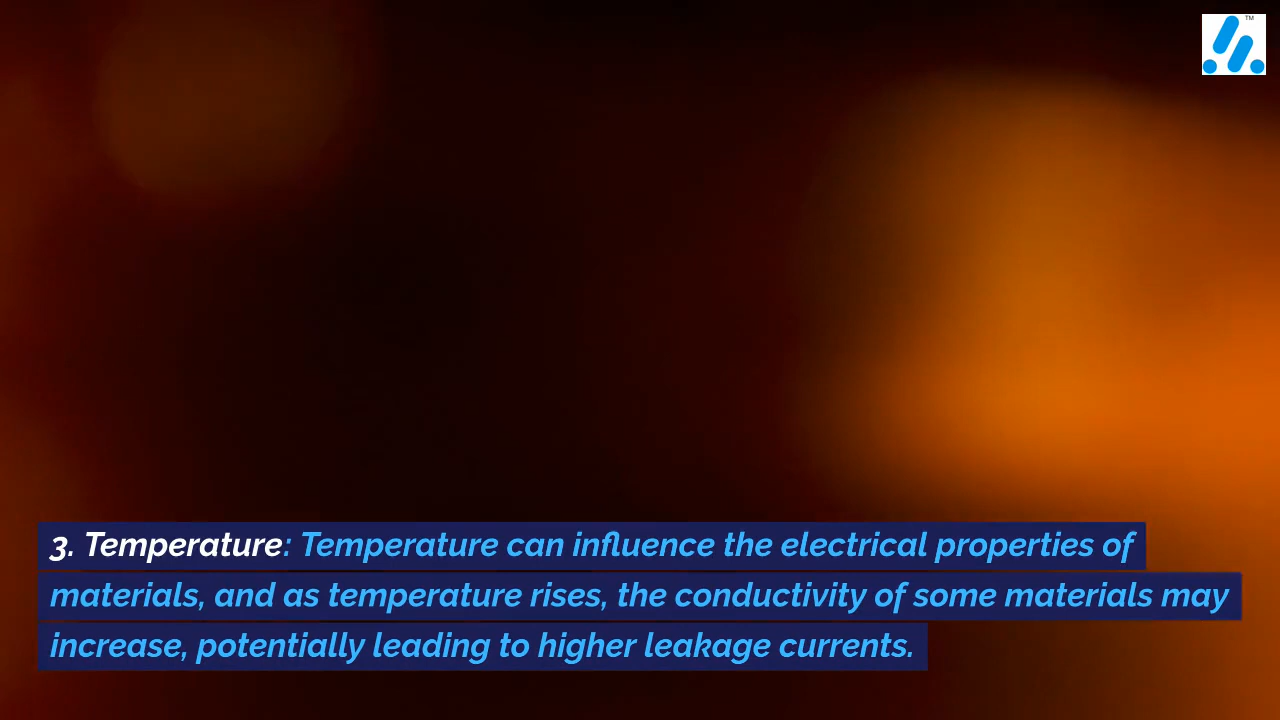 TM
3. Temperature: Temperature can influence the electrical properties of
materials, and as temperature rises, the conductivity of some materials may
increase, potentially leading to higher leakage currents.